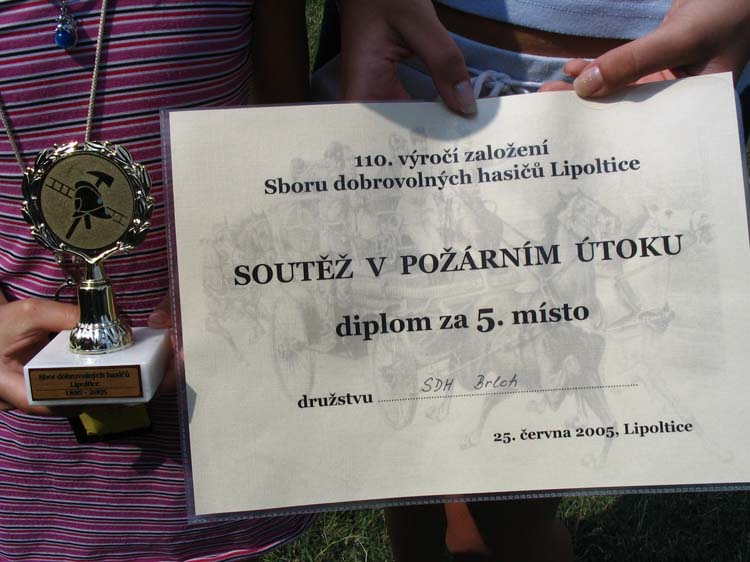 110. výročí založení
Sboru dobrovolných hasičů Lipoltice
SOUTĚŽ V POŽÁRNÍM ÚTOKU
diplom za 5. místo
družstvu SDH Brloh
25. června 2005, Lipoltice
Sbor dobrovolných hasičů
Lipoltice
1895 - 2005